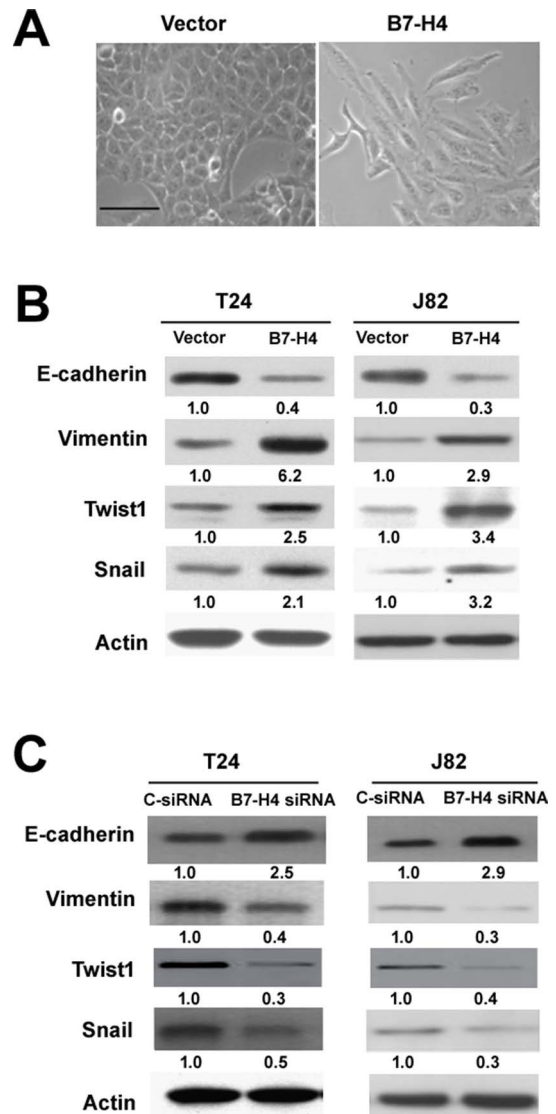 A
Vector B7-H4
B
T24 J82
Vector B7-H4 Vector B7-H4
E-cadherin
1.0 0.4 1.0 0.3
Vimentin
1.0 6.2 1.0 2.9
Twist1
1.0 2.5 1.0 3.4
Snail
1.0 2.1 1.0 3.2
Actin
C
T24 J82
C-siRNA B7-H4 siRNA C-siRNA B7-H4 siRNA
E-cadherin
1.0 2.5 1.0 2.9
Vimentin
1.0 0.4 1.0 0.3
Twist1
1.0 0.3 1.0 0.4
Snail
1.0 0.5 1.0 0.3
Actin